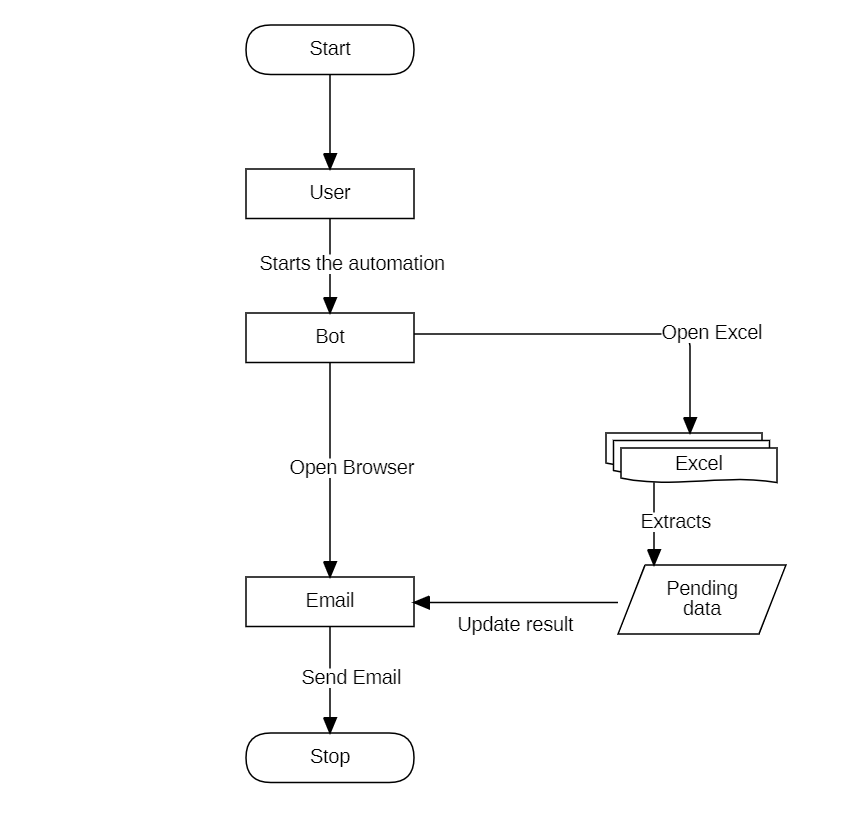 Start
User
Starts the automation
Bot
Open Excel
Open Browser
Excel
Extracts
Pending
data
Email
Update result
Send Email
Stop